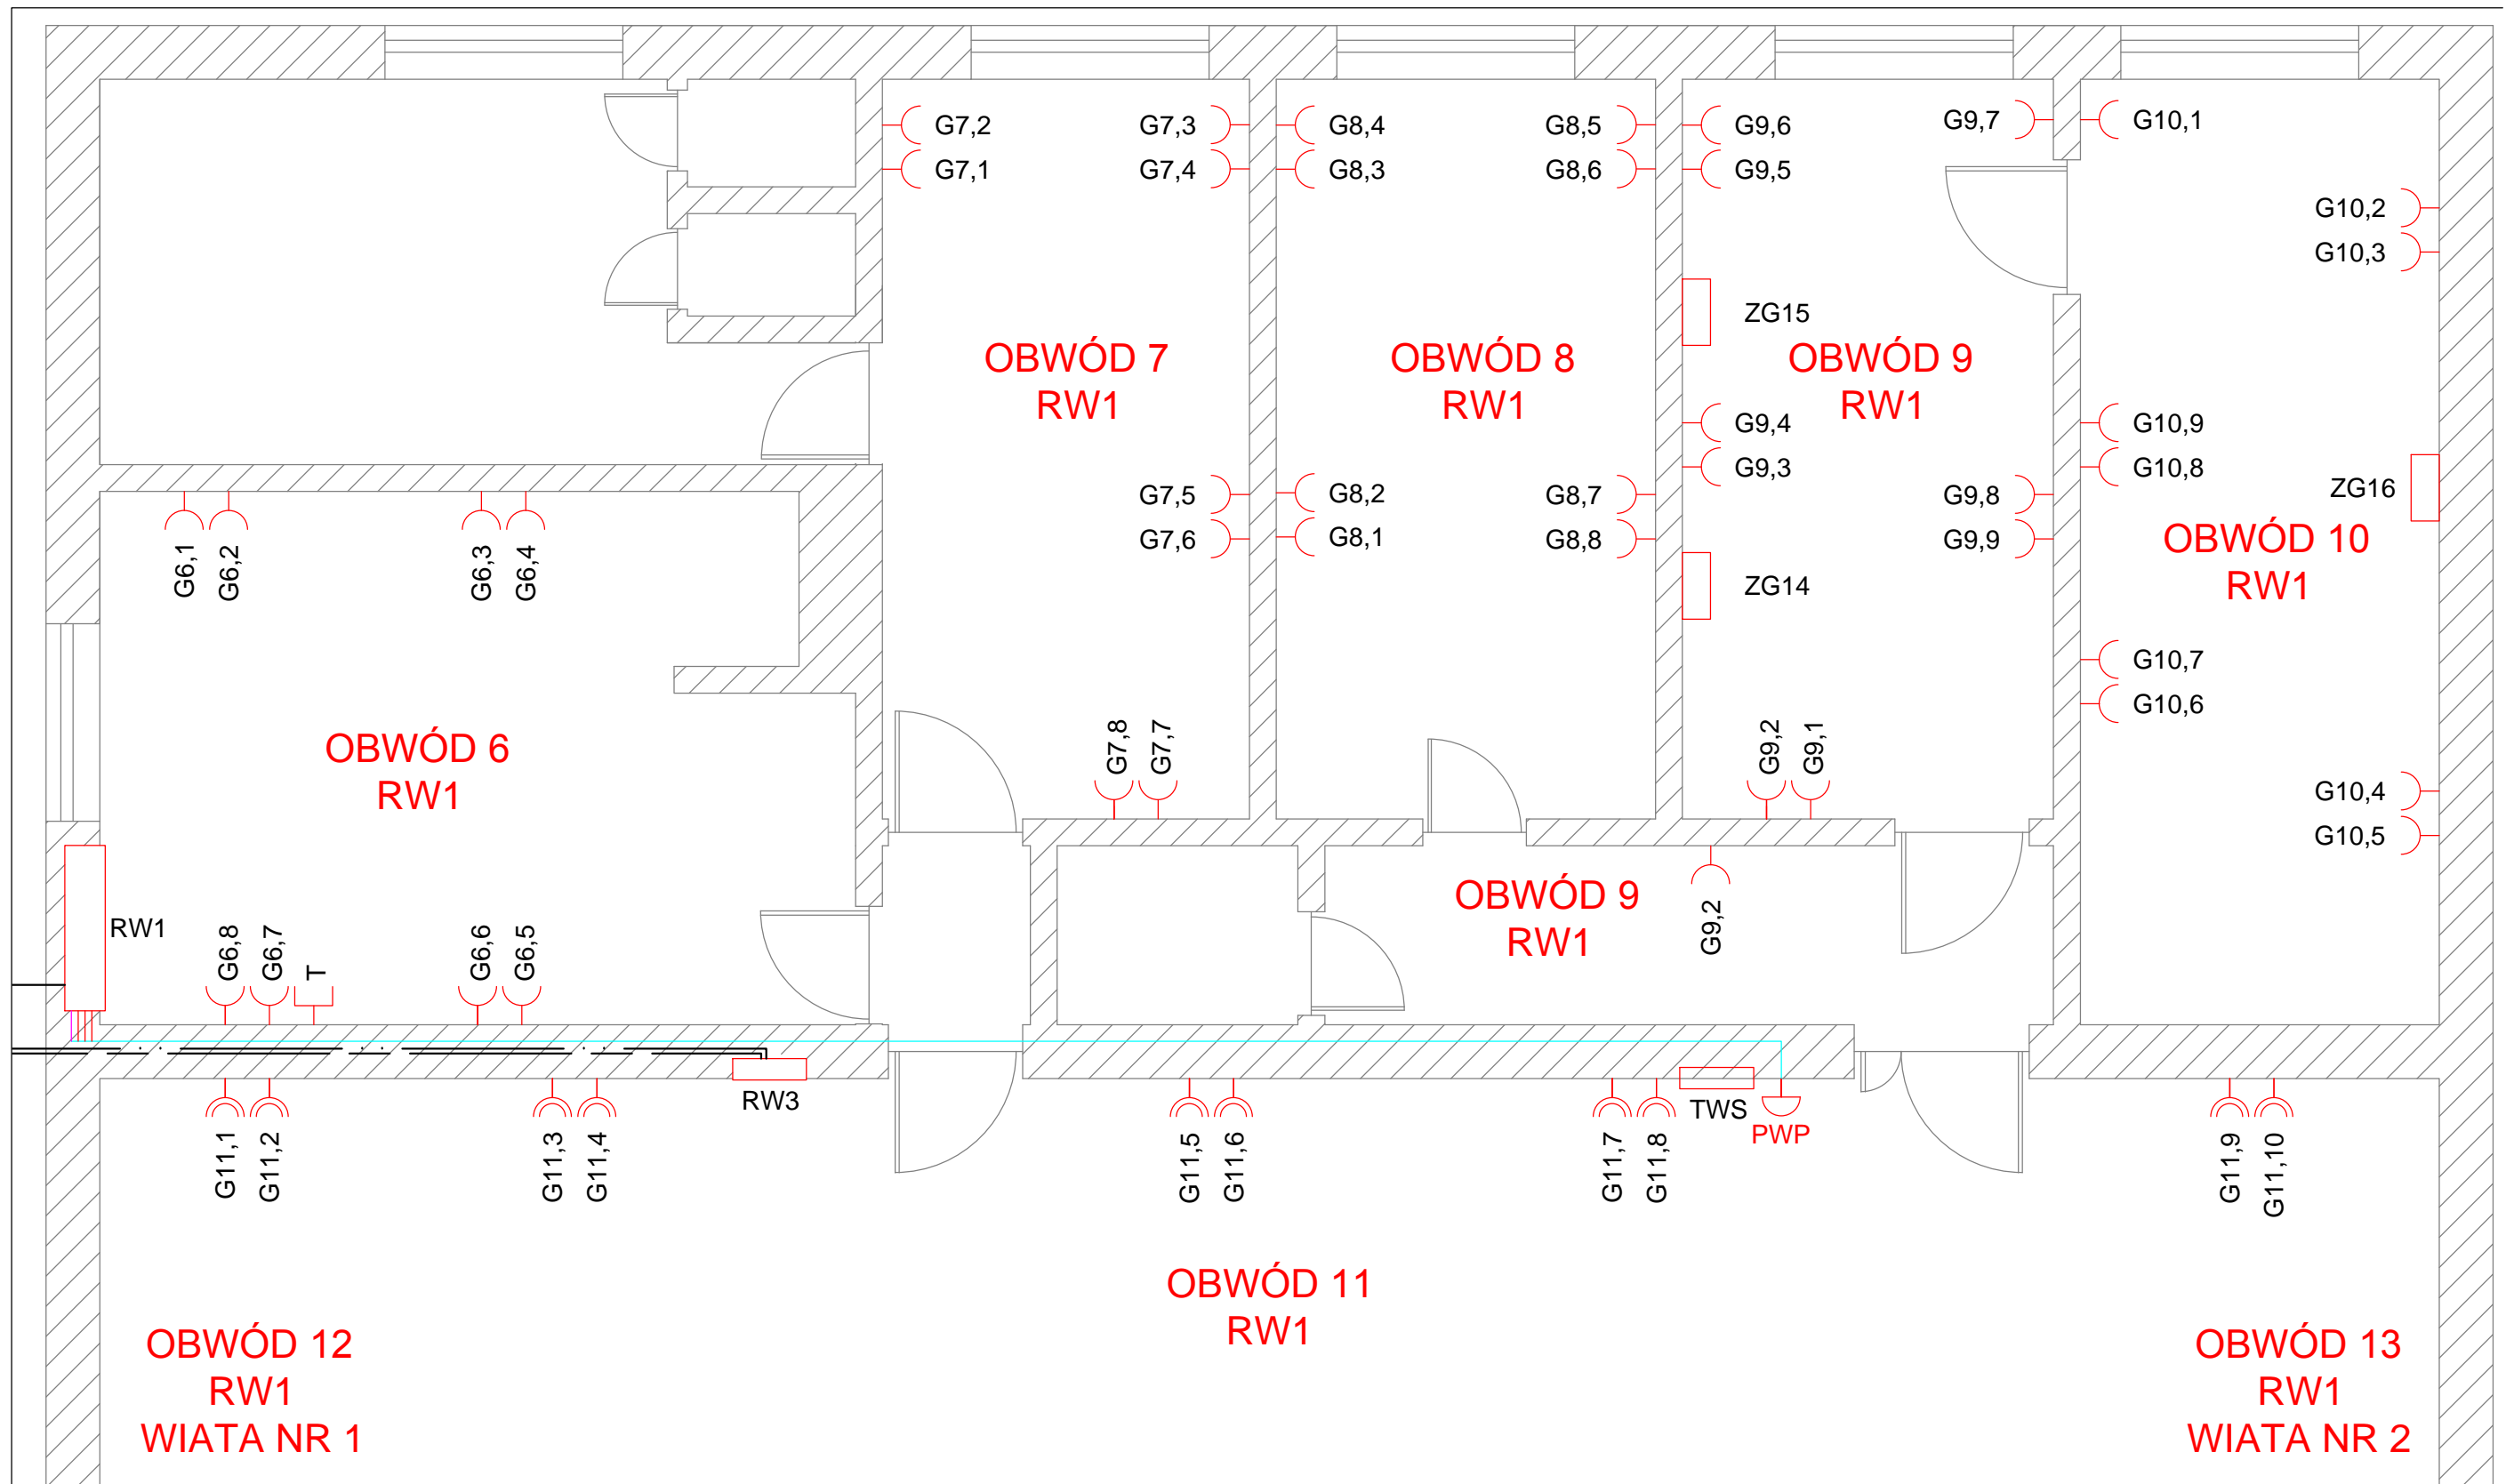 G7,2
G7,3
G8,4
G8,5
G9,6
G9,7
G10,1
G7,1
G7,4
G8,3
G8,6
G9,5
G10,2
G10,3
ZG15
OBWÓD 7
RW1
OBWÓD 8
RW1
OBWÓD 9
RW1
G9,4
G10,9
G9,3
G10,8
G7,5
G8,2
G8,7
G9,8
ZG16
G7,6
G8,1
G8,8
G9,9
G6,1
G6,2
G6,3
G6,4
OBWÓD 10
RW1
ZG14
G10,7
G10,6
OBWÓD 6
RW1
G7,8
G7,7
G9,2
G9,1
G10,4
G10,5
RW1
G6,8
G6,7
T
G6,6
G6,5
OBWÓD 9
RW1
G9,2
RW3
TWS
PWP
G11,1
G11,2
G11,3
G11,4
G11,5
G11,6
G11,7
G11,8
G11,9
G11,10
OBWÓD 11
RW1
OBWÓD 12
RW1
WIATA NR 1
OBWÓD 13
RW1
WIATA NR 2